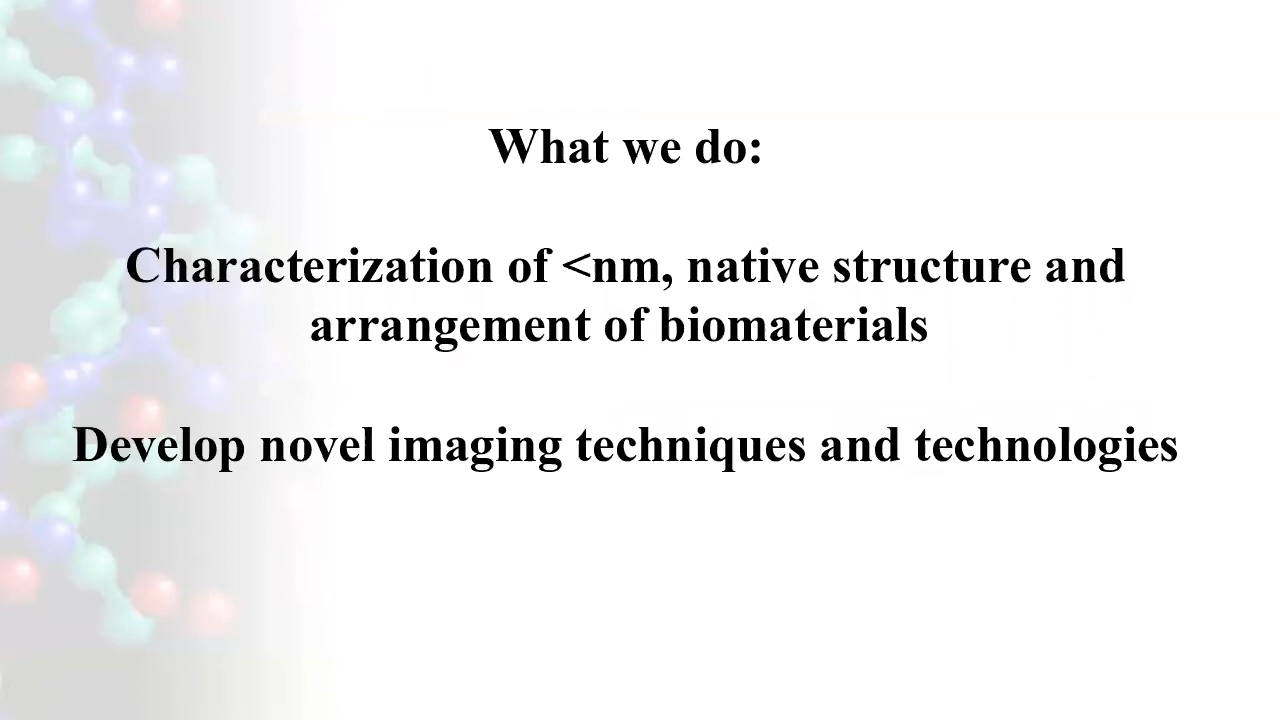 What we do:
Characterization of <nm, native structure and
arrangement of biomaterials
Develop novel imaging techniques and technologies